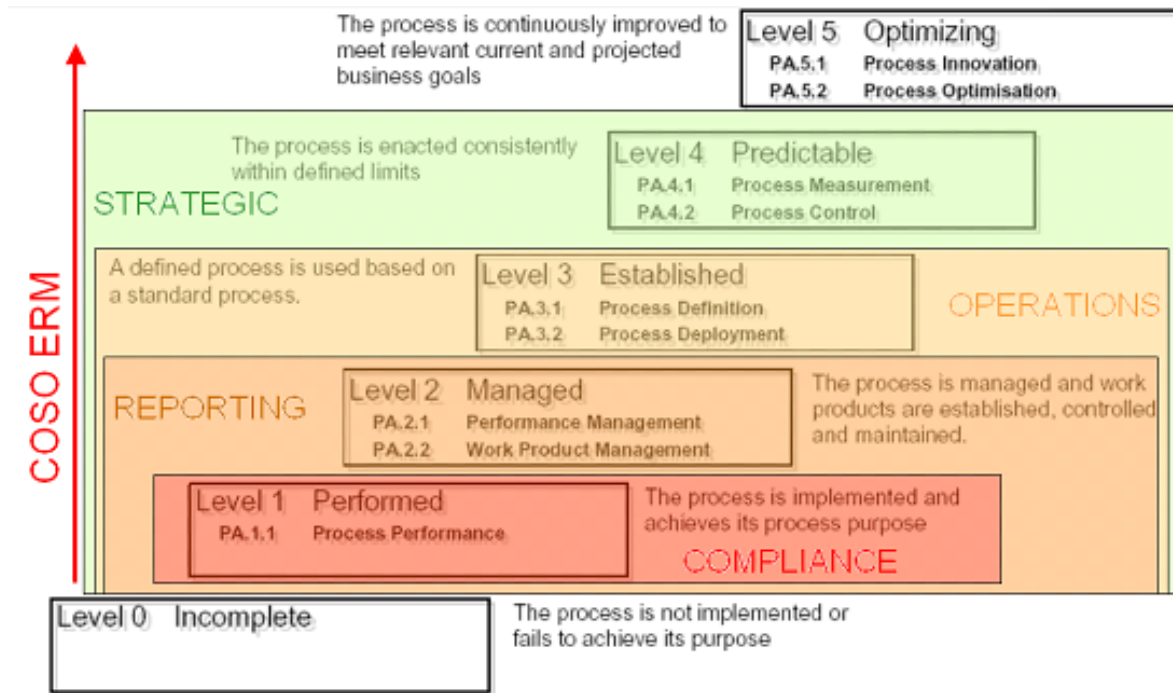 The process is continuously improved to
meet relevant current and projected
business goals
Level 5 Optimizing
PA.5.1 Process Innovation
PA.5.2 Process Optimisation
The process is enacted consistently
within defined limits
Level 4 Predictable
PA.4.1 Process Measurement
PA.4.2 Process Control
STRATEGIC
A defined process is used based on
a standard process.
Level 3 Established
PA.3.1 Process Definition
PA.3.2 Process Deployment
OPERATIONS
COSO ERM
REPORTING
Level 2 Managed
PA.2.1 Performance Management
PA.2.2 Work Product Management
The process is managed and work
products are established, controlled
and maintained.
Level 1 Performed
PA.1.1 Process Performance
The process is implemented and
achieves its process purpose
COMPLIANCE
Level 0 Incomplete
The process is not implemented or
fails to achieve its purpose